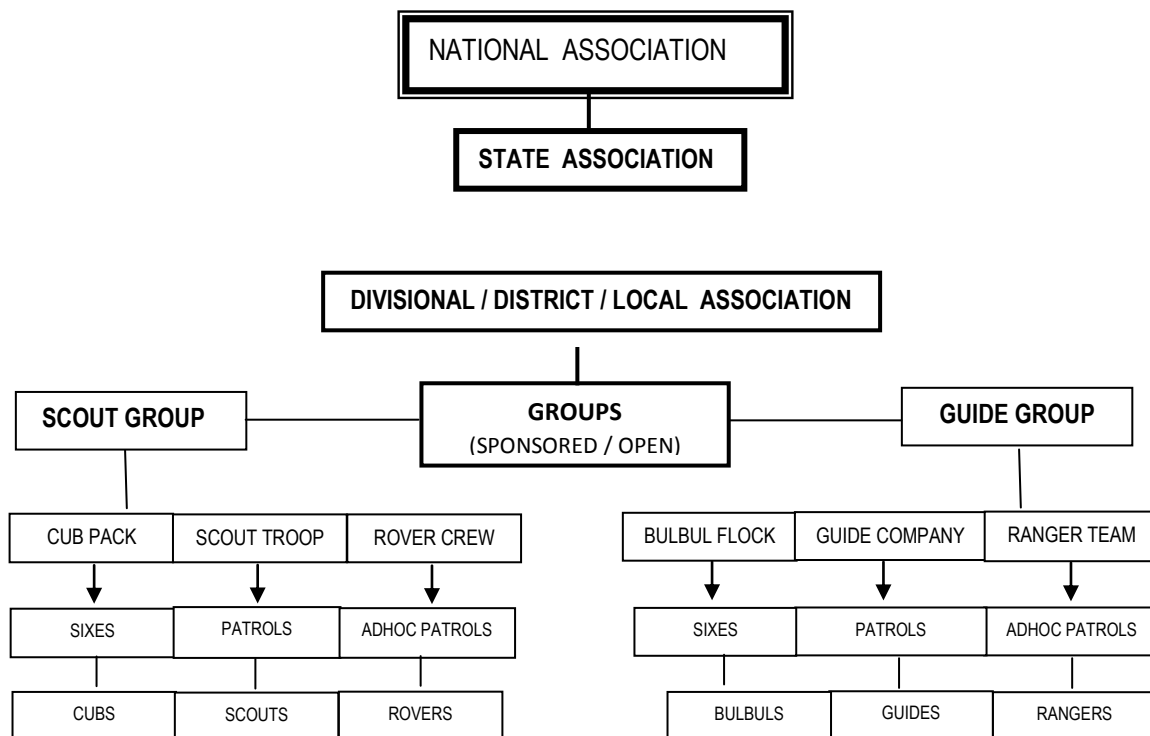 NATIONAL ASSOCIATION
STATE ASSOCIATION
DIVISIONAL / DISTRICT / LOCAL ASSOCIATION
SCOUT GROUP
GROUPS
(SPONSORED / OPEN)
GUIDE GROUP
CUB PACK
SCOUT TROOP
ROVER CREW
BULBUL FLOCK
GUIDE COMPANY
RANGER TEAM
SIXES
PATROLS
ADHOC PATROLS
SIXES
PATROLS
ADHOC PATROLS
CUBS
SCOUTS
ROVERS
BULBULS
GUIDES
RANGERS